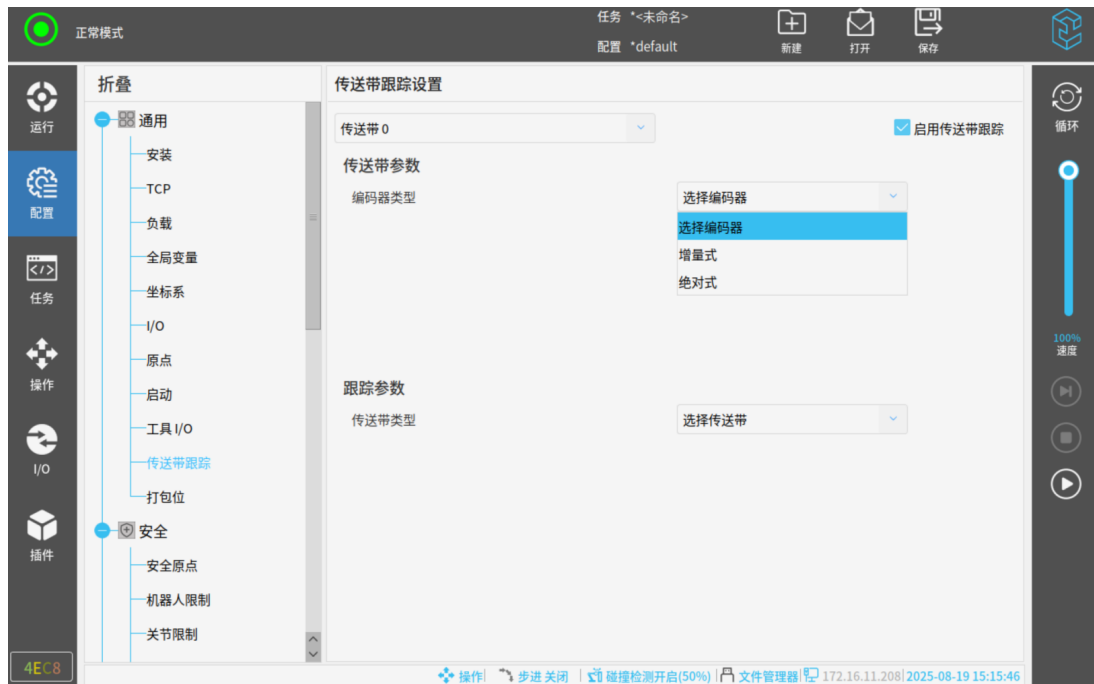 正常模式
任务 *<未命名>
配置 *default
新建
打开
保存
运行
配置
任务
操作
I/O
插件
4EC8
折叠
通用
安装
TCP
负载
全局变量
坐标系
I/O
原点
启动
工具 I/O
传送带跟踪
打包位
安全
安全原点
机器人限制
关节限制
传送带跟踪设置
传送带 0
启用传送带跟踪
传送带参数
编码器类型
选择编码器
选择编码器
增量式
绝对式
跟踪参数
传送带类型
选择传送带
循环
100%
速度
操作
步进 关闭
碰撞检测开启(50%)
文件管理器
172.16.11.208
2025-08-19 15:15:46